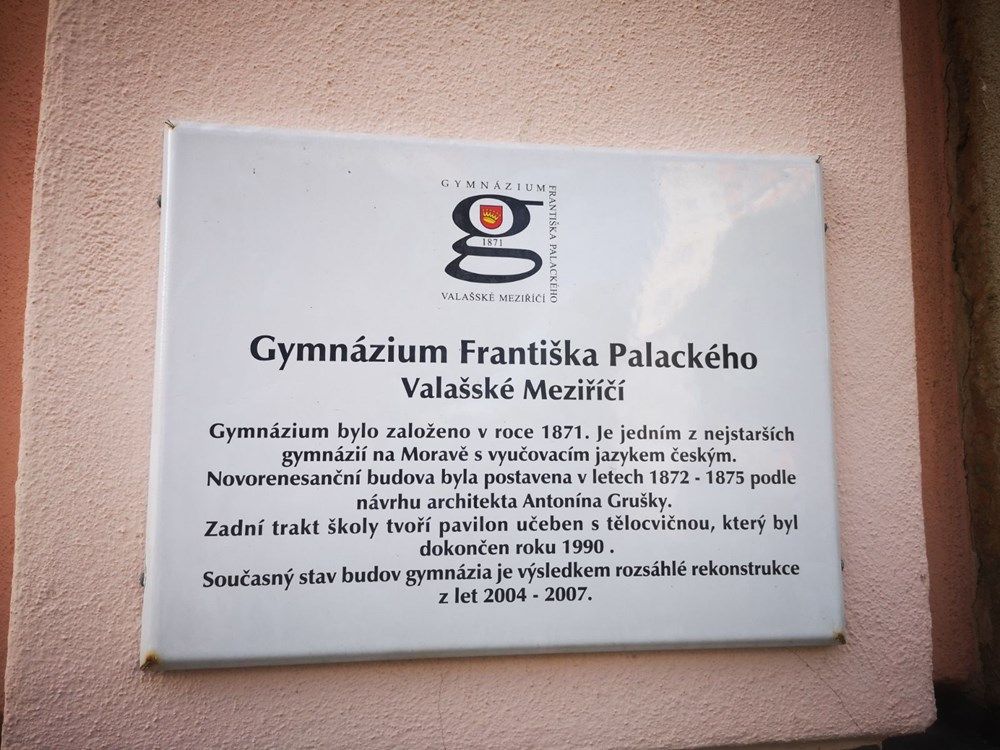 GYMNÁZIUM
FRANTIŠKA PALACKÉHO
g
1871
VALAŠSKÉ MEZIŘÍČÍ
Gymnázium Františka Palackého
Valašské Meziříčí
Gymnázium bylo založeno v roce 1871. Je jedním z nejstarších
gymnázií na Moravě s vyučovacím jazykem českým.
Novorenesanční budova byla postavena v letech 1872 - 1875 podle
návrhu architekta Antonína Grušky.
Zadní trakt školy tvoří pavilon učeben s tělocvičnou, který byl
dokončen roku 1990 .
Současný stav budov gymnázia je výsledkem rozsáhlé rekonstrukce
z let 2004 - 2007.